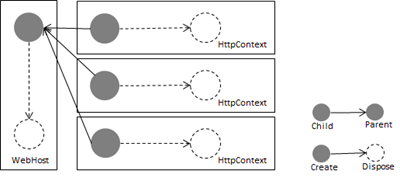 HttpContext
HttpContext
HttpContext
WebHost
Child
Parent
Create
Dispose